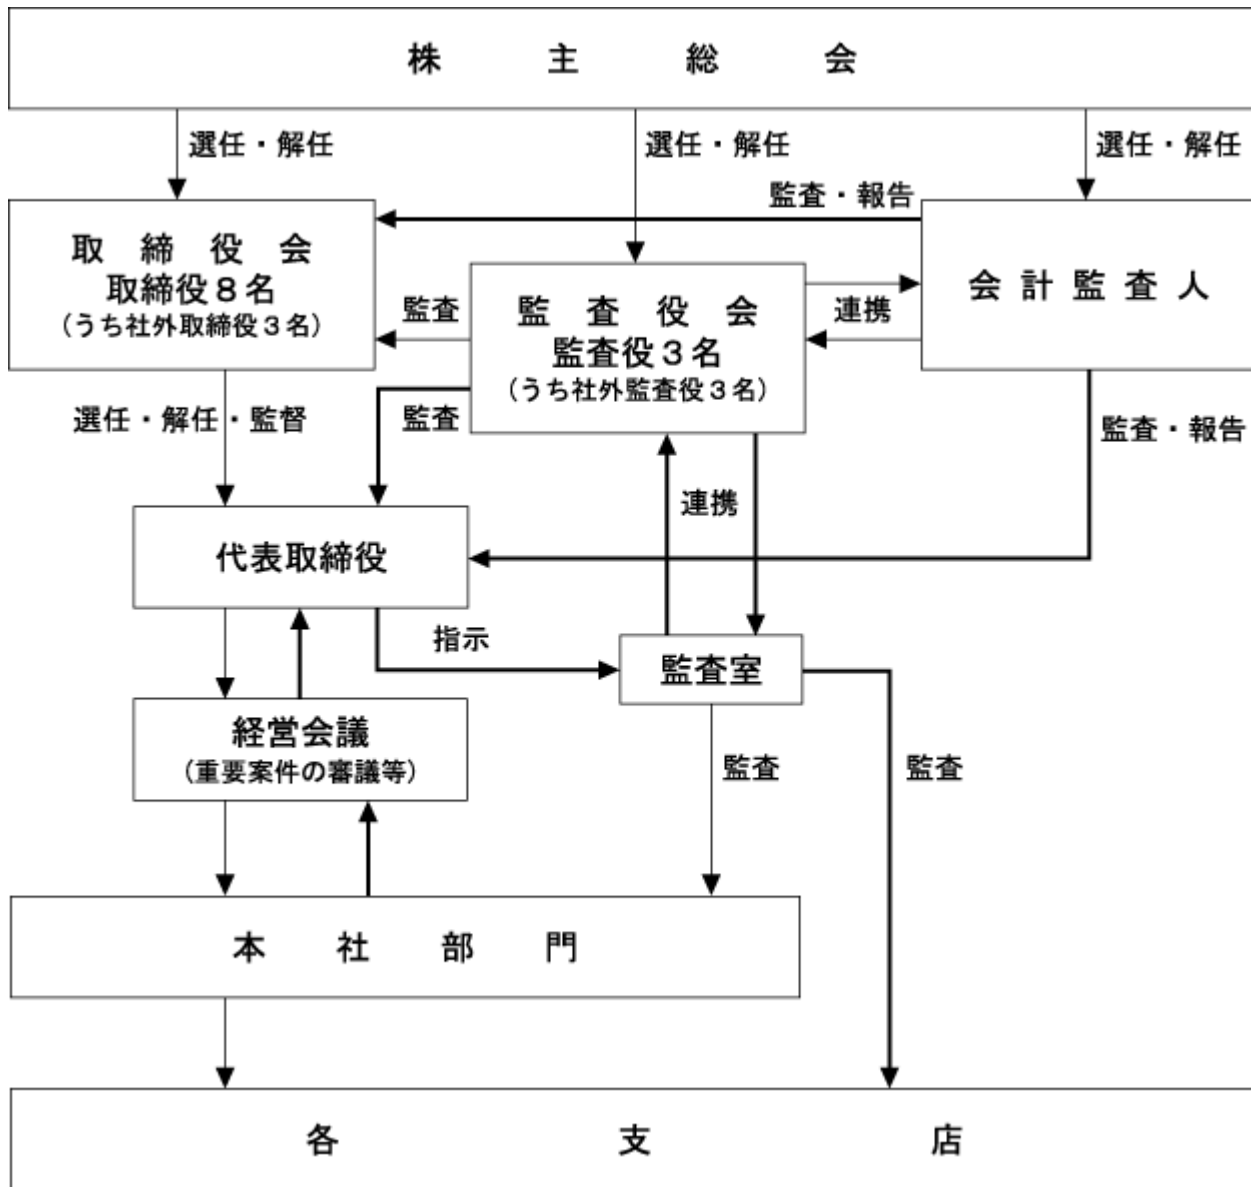 株主総会
選任・解任
選任・解任
選任・解任
監査・報告
取締役会
取締役８名
（うち社外取締役３名）
監査
監査役会
監査役３名
（うち社外監査役３名）
連携
会計監査人
選任・解任・監督
監査
監査・報告
連携
代表取締役
指示
監査室
経営会議
（重要案件の審議等）
監査
監査
本社部門
各支店